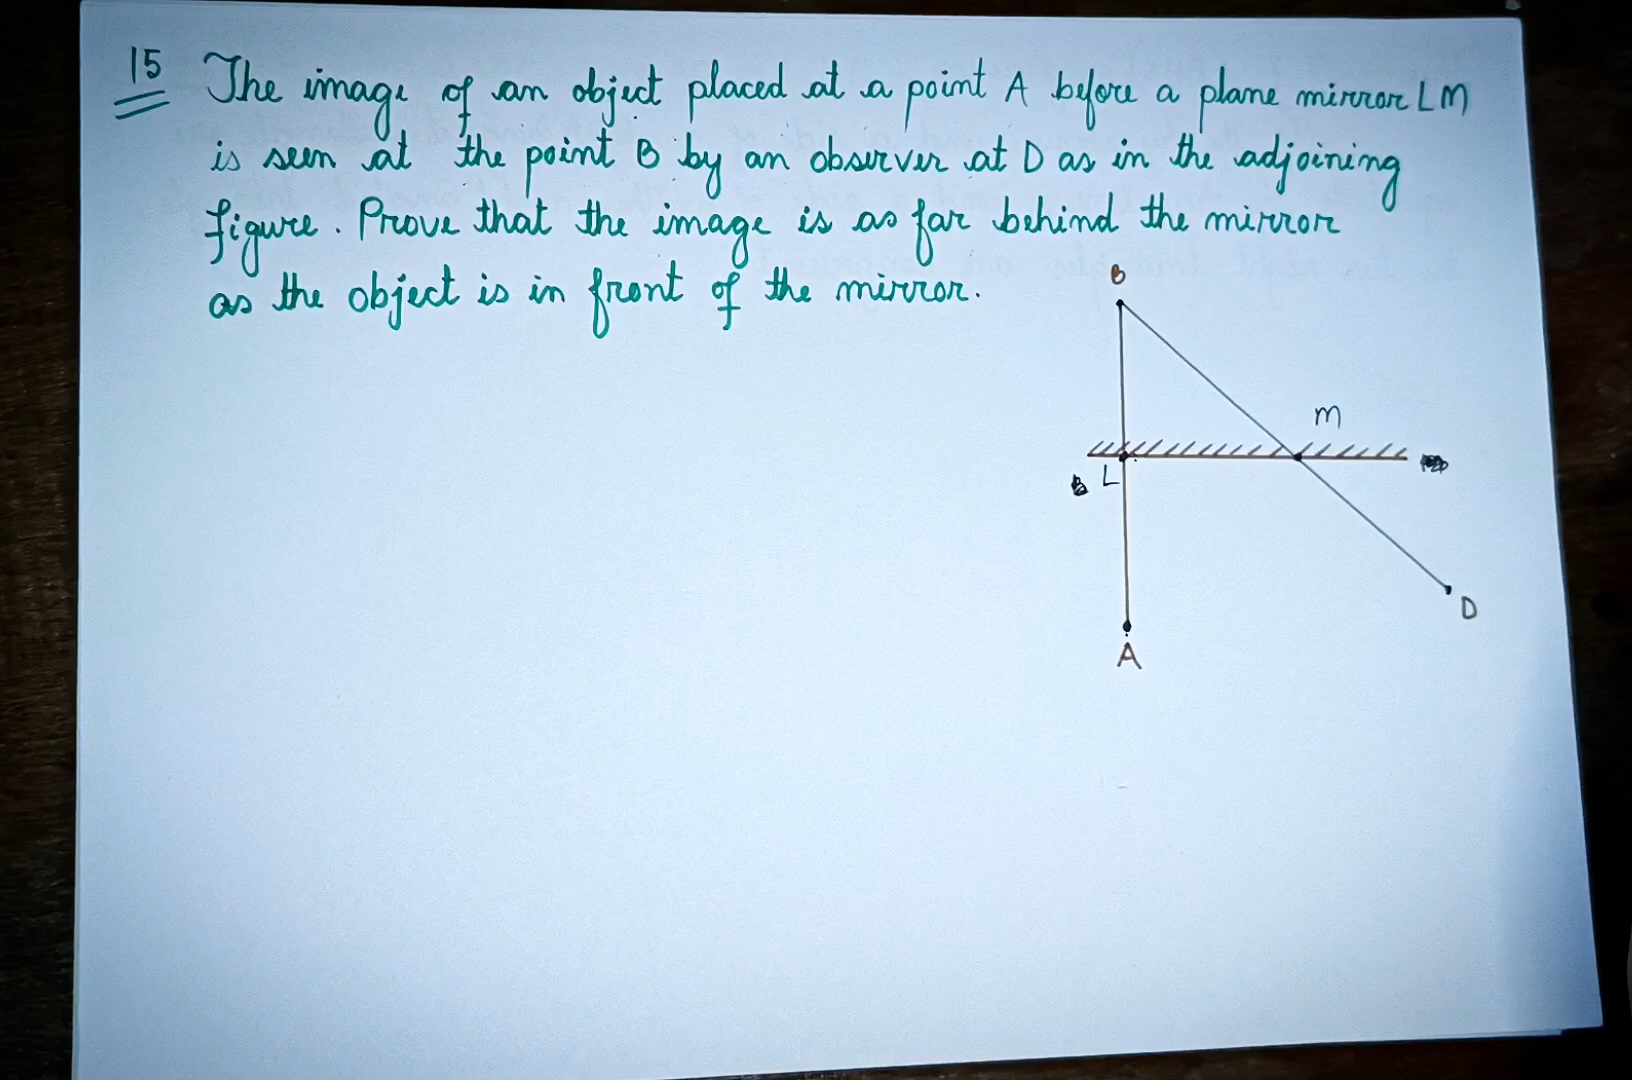 15 The image of an object placed at a point A before a plane mirror LM
is seen at the point B by an observer at D as in the adjoining
figure. Prove that the image is as far behind the mirror
as the object is in front of the mirror.
B
M
L
D
A